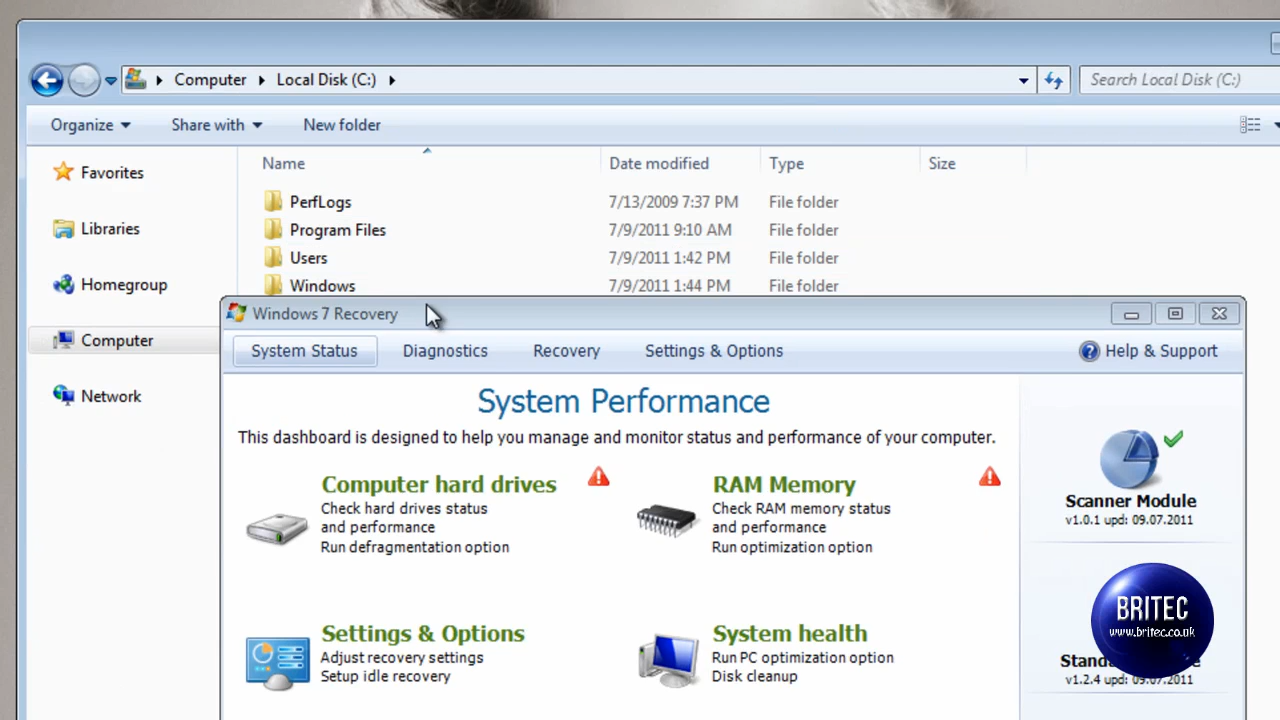 Computer
Local Disk (C:)
Search Local Disk (C:)
Organize
Share with
New folder
Name
Date modified
Type
Size
Favorites
Libraries
Homegroup
Computer
Network
PerfLogs
7/13/2009 7:37 PM
File folder
Program Files
7/9/2011 9:10 AM
File folder
Users
7/9/2011 1:42 PM
File folder
Windows
7/9/2011 1:44 PM
File folder
Windows 7 Recovery
System Status
Diagnostics
Recovery
Settings & Options
Help & Support
System Performance
This dashboard is designed to help you manage and monitor status and performance of your computer.
Computer hard drives
Check hard drives status
and performance
Run defragmentation option
RAM Memory
Check RAM memory status
and performance
Run optimization option
Settings & Options
Adjust recovery settings
Setup idle recovery
System health
Run PC optimization option
Disk cleanup
Scanner Module
v1.0.1 upd: 09.07.2011
BRITEC
www.britec.co.uk
v1.2.4 upd: 09.07.2011